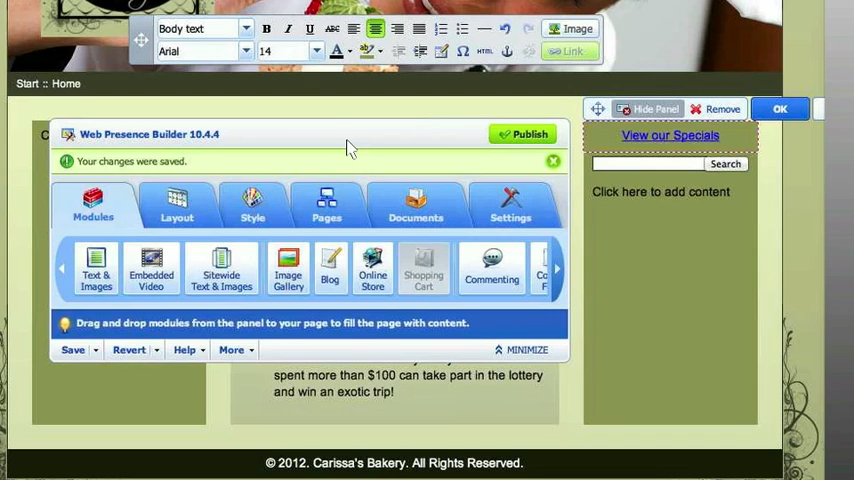 Body text B I U ABC Image
Arial 14 A ab Ω HTML Link
Start :: Home
Hide Panel Remove OK
Web Presence Builder 10.4.4 Publish
View our Specials
Your changes were saved.
Search
Click here to add content
Modules Layout Style Pages Documents Settings
Text & Images
Embedded Video
Sitewide Text & Images
Image Gallery
Blog
Online Store
Shopping Cart
Commenting
Drag and drop modules from the panel to your page to fill the page with content.
Save Revert Help More MINIMIZE
spent more than $100 can take part in the lottery
and win an exotic trip!
© 2012. Carissa's Bakery. All Rights Reserved.